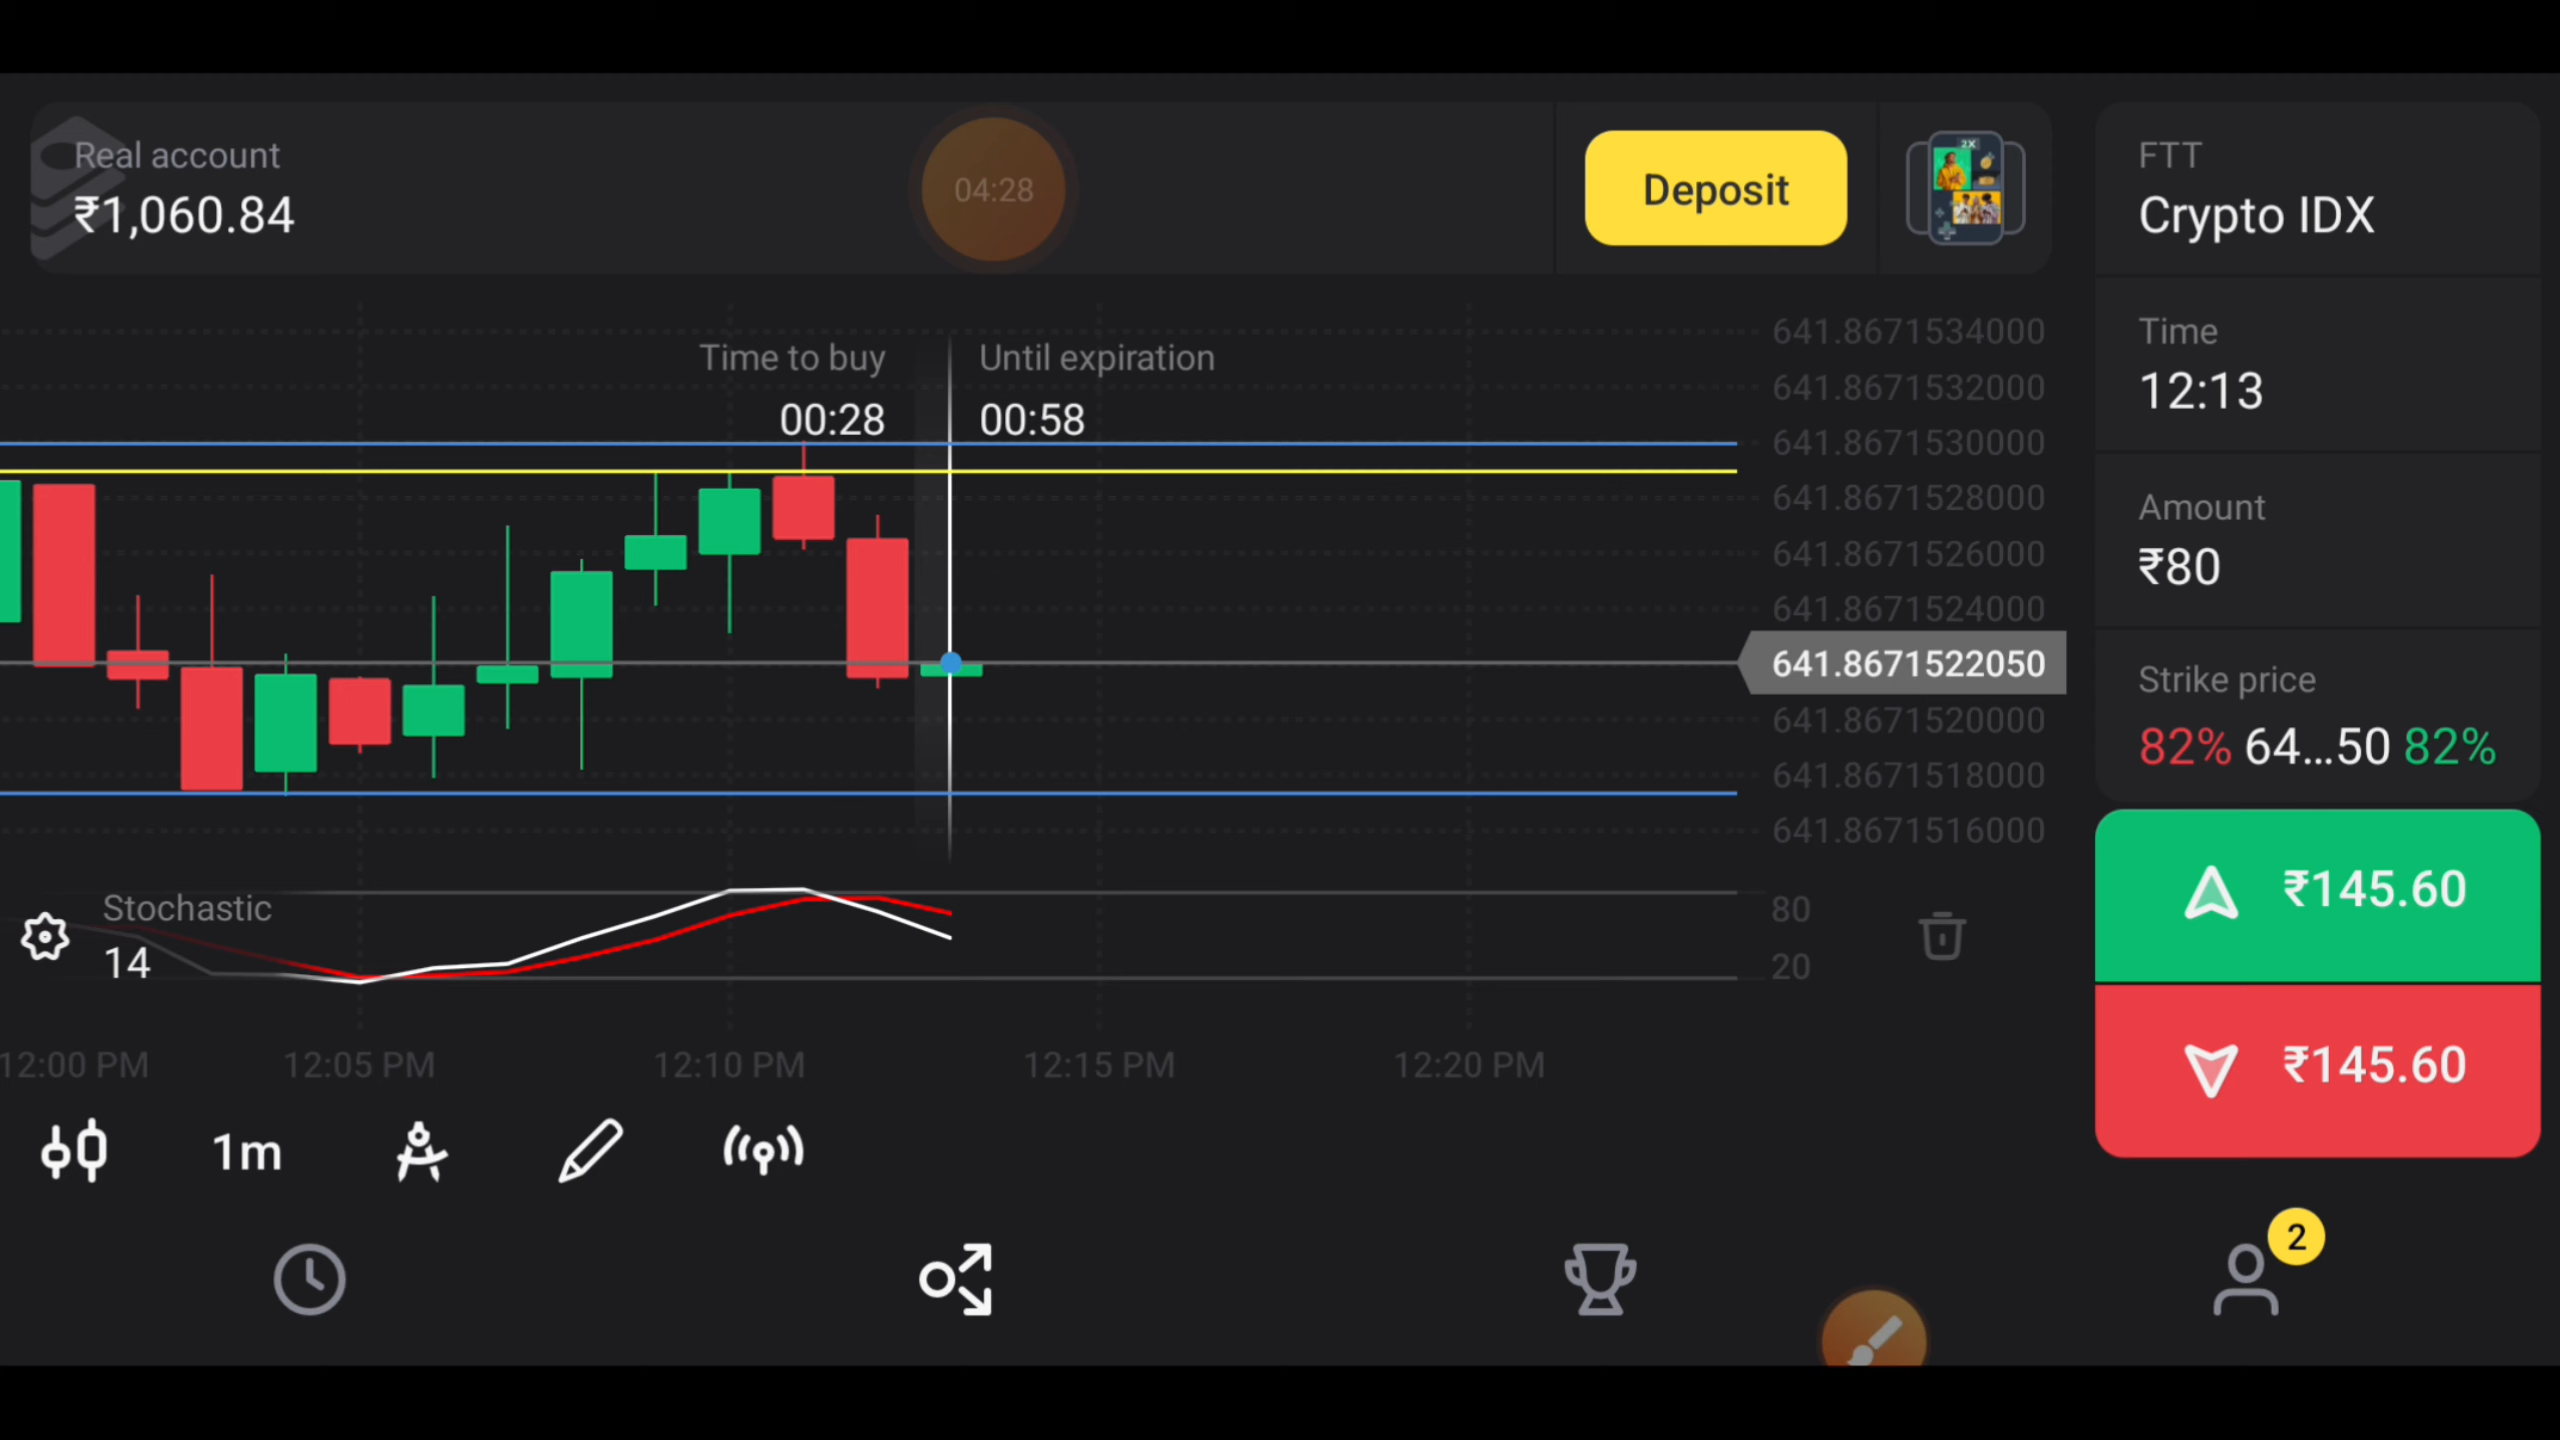 Real account
₹1,060.84
04:28
Deposit
2X
FTT
Crypto IDX
Time
12:13
Amount
₹80
Strike price
82% 64...50 82%
₹145.60
₹145.60
Time to buy
00:28
Until expiration
00:58
641.8671534000
641.8671532000
641.8671530000
641.8671528000
641.8671526000
641.8671524000
641.8671522050
641.8671520000
641.8671518000
641.8671516000
Stochastic
14
80
20
12:00 PM
12:05 PM
12:10 PM
12:15 PM
12:20 PM
1m
2